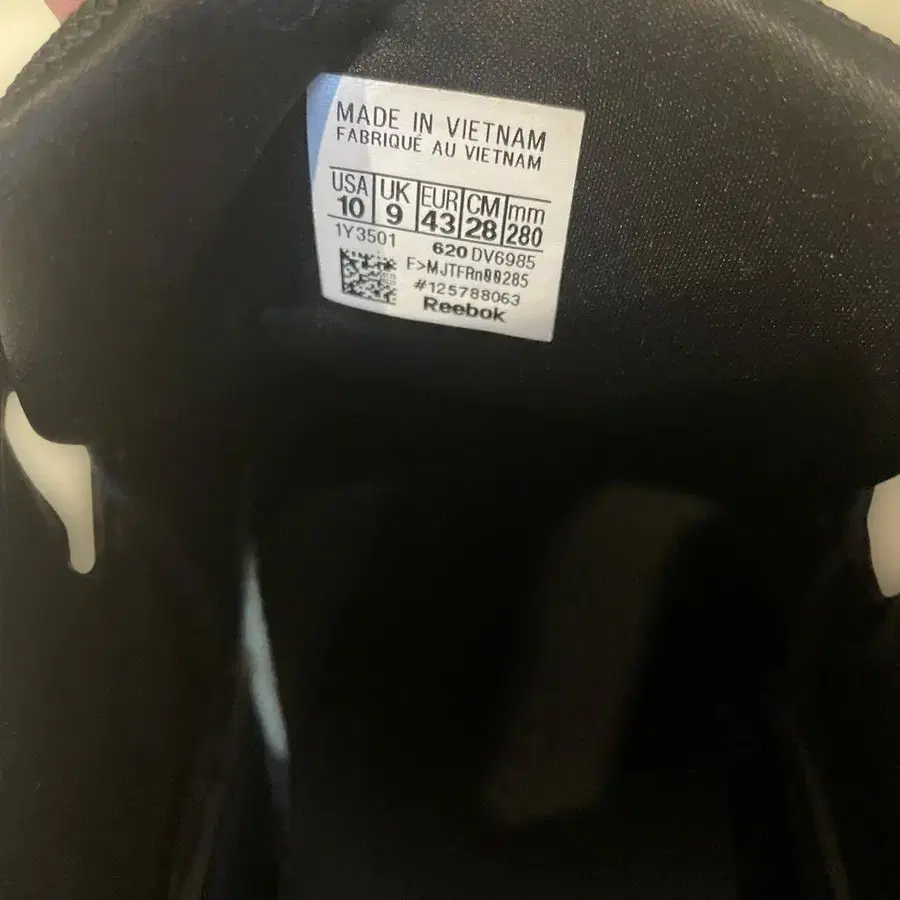 MADE IN VIETNAM
FABRIQUÉ AU VIETNAM
USA UK EUR CM mm
10 9 43 28 280
1Y3501 620 DV6985
F>MJTFRn00285
#125788063
Reebok